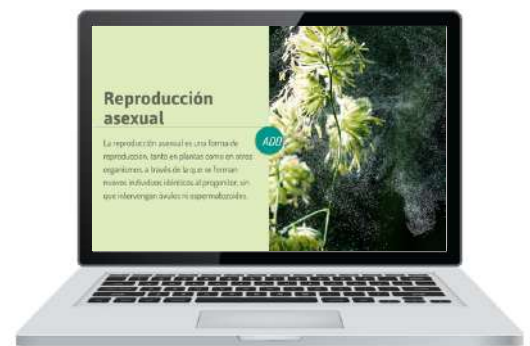 Reproducción
asexual
La reproducción asexual es una forma de
reproducción, tanto en plantas como en otros
organismos, a través de la que se forman
nuevos individuos idénticos al progenitor, sin
que intervengan óvulos ni espermatozoides.
ADD